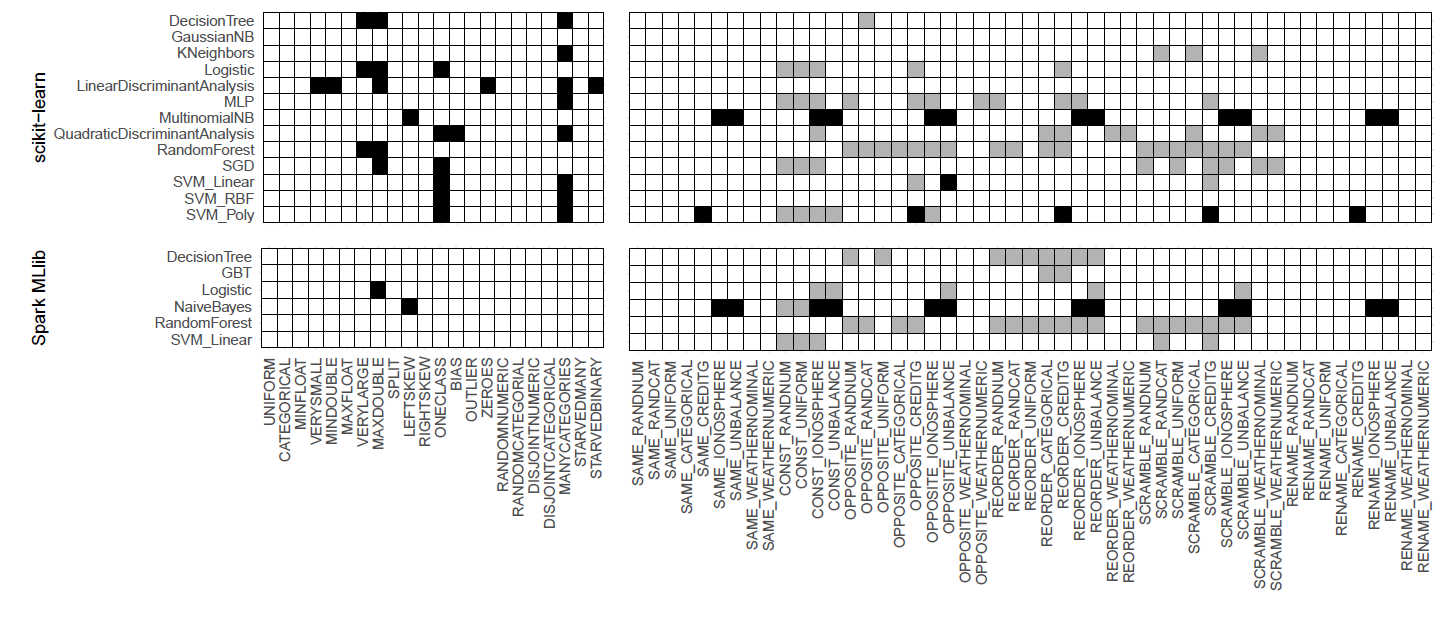 scikit−learn
DecisionTree
GaussianNB
KNeighbors
Logistic
LinearDiscriminantAnalysis
MLP
MultinomialNB
QuadraticDiscriminantAnalysis
RandomForest
SGD
SVM_Linear
SVM_RBF
SVM_Poly
Spark MLlib
DecisionTree
GBT
Logistic
NaiveBayes
RandomForest
SVM_Linear
UNIFORM
CATEGORICAL
MINFLOAT
VERYSMALL
MINDOUBLE
MAXFLOAT
VERYLARGE
MAXDOUBLE
SPLIT
LEFTSKEW
RIGHTSKEW
ONECLASS
BIAS
OUTLIER
ZEROES
RANDOMNUMERIC
RANDOMCATEGORIAL
DISJOINTNUMERIC
DISJOINTCATEGORICAL
MANYCATEGORIES
STARVEDMANY
STARVEDBINARY
SAME_RANDNUM
SAME_RANDCAT
SAME_UNIFORM
SAME_CATEGORICAL
SAME_CREDITG
SAME_IONOSPHERE
SAME_UNBALANCE
SAME_WEATHERNOMINAL
SAME_WEATHERNUMERIC
CONST_RANDNUM
CONST_UNIFORM
CONST_IONOSPHERE
CONST_UNBALANCE
OPPOSITE_RANDNUM
OPPOSITE_RANDCAT
OPPOSITE_UNIFORM
OPPOSITE_CATEGORICAL
OPPOSITE_CREDITG
OPPOSITE_IONOSPHERE
OPPOSITE_UNBALANCE
OPPOSITE_WEATHERNOMINAL
OPPOSITE_WEATHERNUMERIC
REORDER_RANDNUM
REORDER_RANDCAT
REORDER_UNIFORM
REORDER_CATEGORICAL
REORDER_CREDITG
REORDER_IONOSPHERE
REORDER_UNBALANCE
REORDER_WEATHERNOMINAL
REORDER_WEATHERNUMERIC
SCRAMBLE_RANDNUM
SCRAMBLE_RANDCAT
SCRAMBLE_UNIFORM
SCRAMBLE_CATEGORICAL
SCRAMBLE_CREDITG
SCRAMBLE_IONOSPHERE
SCRAMBLE_UNBALANCE
SCRAMBLE_WEATHERNOMINAL
SCRAMBLE_WEATHERNUMERIC
RENAME_RANDNUM
RENAME_RANDCAT
RENAME_UNIFORM
RENAME_CATEGORICAL
RENAME_CREDITG
RENAME_IONOSPHERE
RENAME_UNBALANCE
RENAME_WEATHERNOMINAL
RENAME_WEATHERNUMERIC